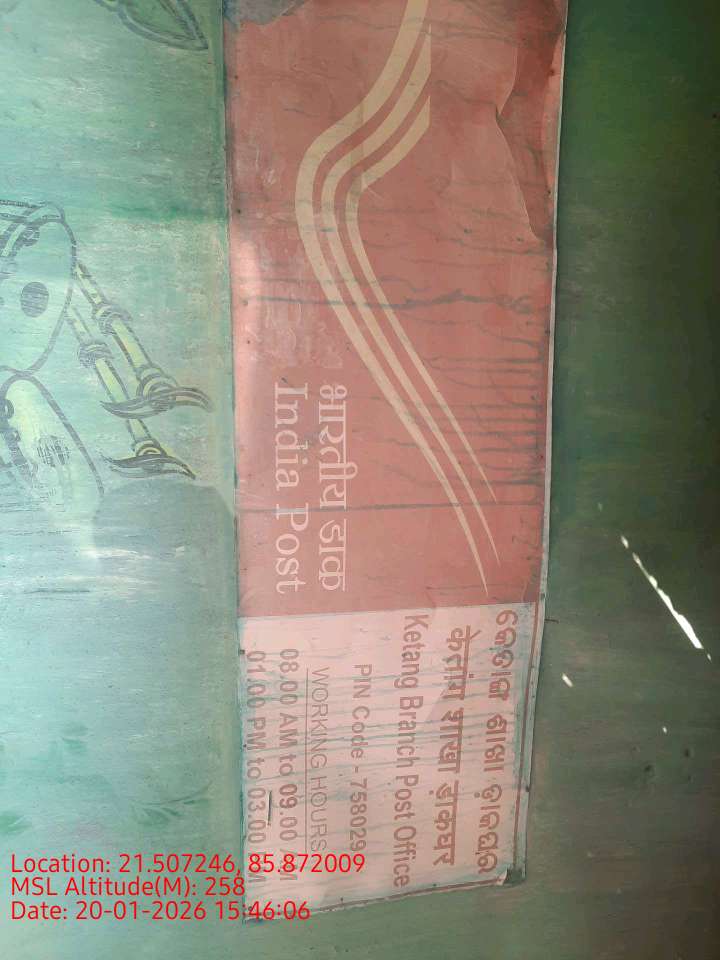 भारतीय डाक
India Post
କେତାଙ୍ଗ ଶାଖା ଡାକଘର
केतांग शाखा डाकघर
Ketang Branch Post Office
PIN Code - 758029
WORKING HOURS
08.00 AM to 09.00 AM
01.00 PM to 03.00 PM
Location: 21.507246, 85.872009
MSL Altitude(M): 258
Date: 20-01-2026 15:46:06